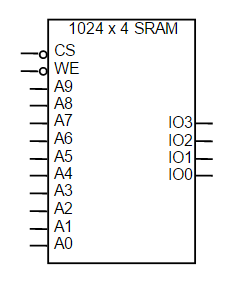 1024 x 4 SRAM
CS
WE
A9
A8
A7 IO3
A6 IO2
A5 IO1
A4 IO0
A3
A2
A1
A0